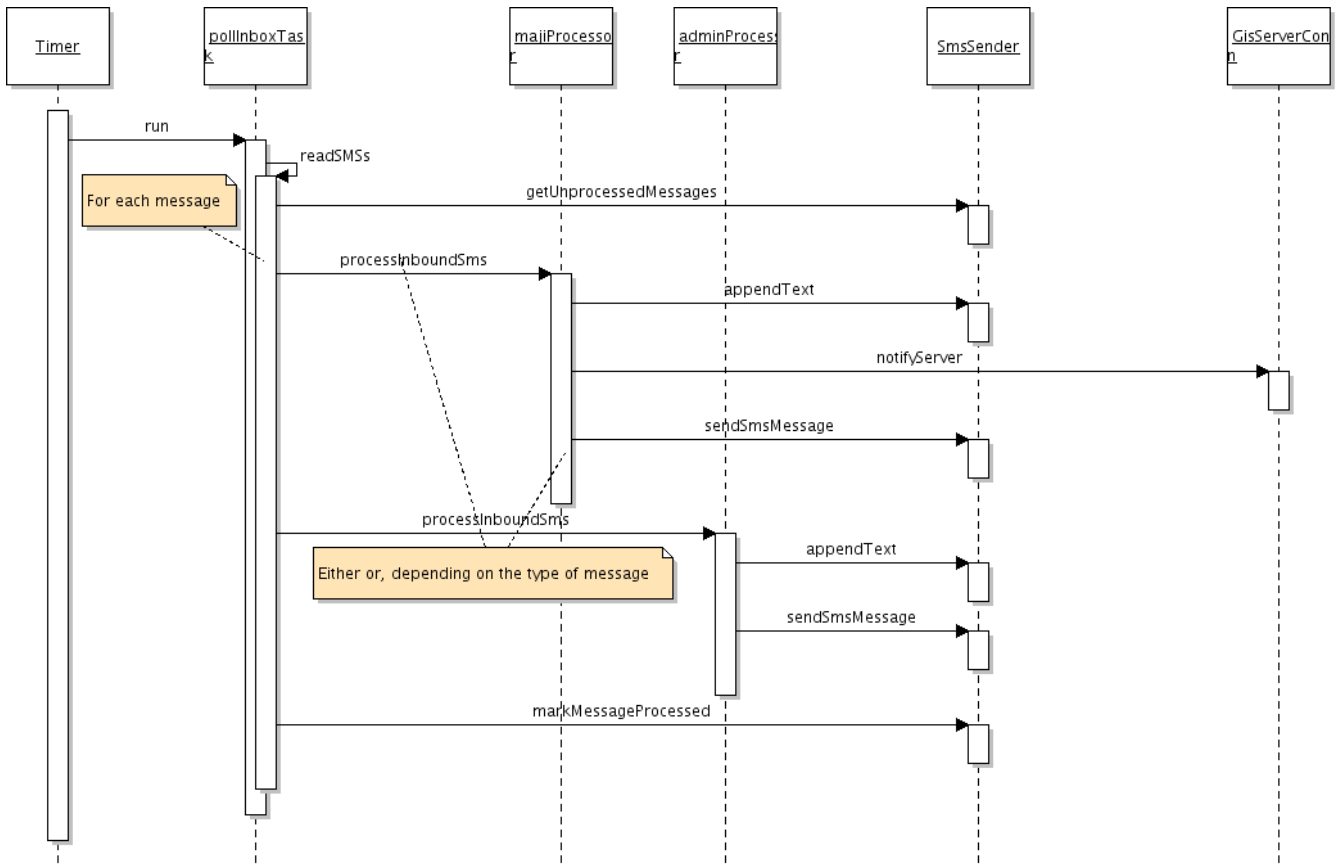 Timer
pollInboxTas
k
majiProcesso
r
adminProcess
r
SmsSender
GisServerCon
n
run
readSMSs
For each message
getUnprocessedMessages
processInboundSms
appendText
notifyServer
sendSmsMessage
processInboundSms
appendText
Either or, depending on the type of message
sendSmsMessage
markMessageProcessed